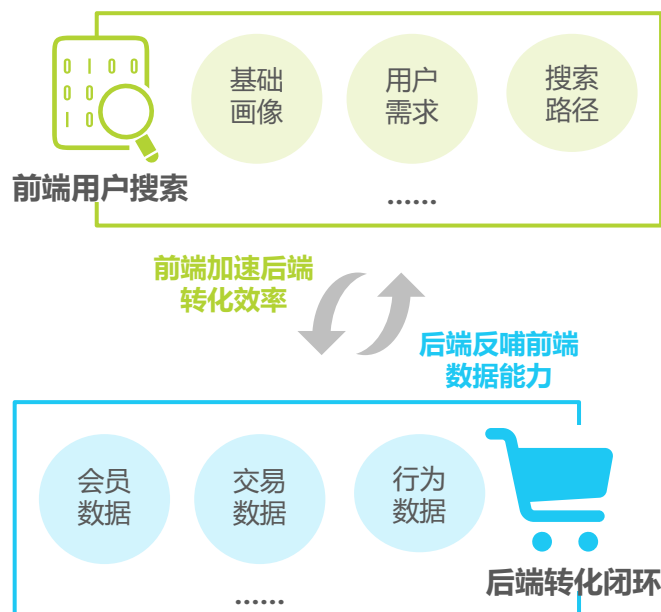 0 1 0 0
0 0
1 0
基础
画像
用户
需求
搜索
路径
前端用户搜索
......
前端加速后端
转化效率
后端反哺前端
数据能力
会员
数据
交易
数据
行为
数据
后端转化闭环
......